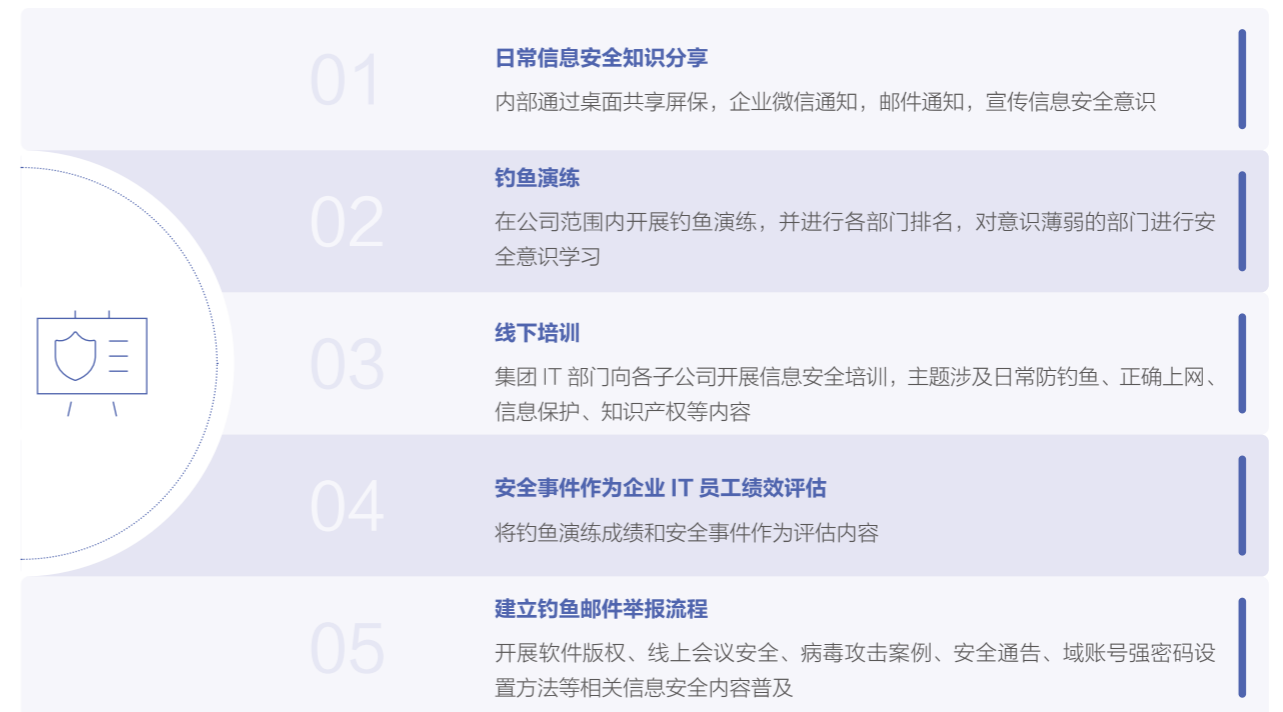 01
日常信息安全知识分享
内部通过桌面共享屏保，企业微信通知，邮件通知，宣传信息安全意识
02
钓鱼演练
在公司范围内开展钓鱼演练，并进行各部门排名，对意识薄弱的部门进行安
全意识学习
03
线下培训
集团 IT 部门向各子公司开展信息安全培训，主题涉及日常防钓鱼、正确上网、
信息保护、知识产权等内容
04
安全事件作为企业 IT 员工绩效评估
将钓鱼演练成绩和安全事件作为评估内容
05
建立钓鱼邮件举报流程
开展软件版权、线上会议安全、病毒攻击案例、安全通告、域账号强密码设
置方法等相关信息安全内容普及